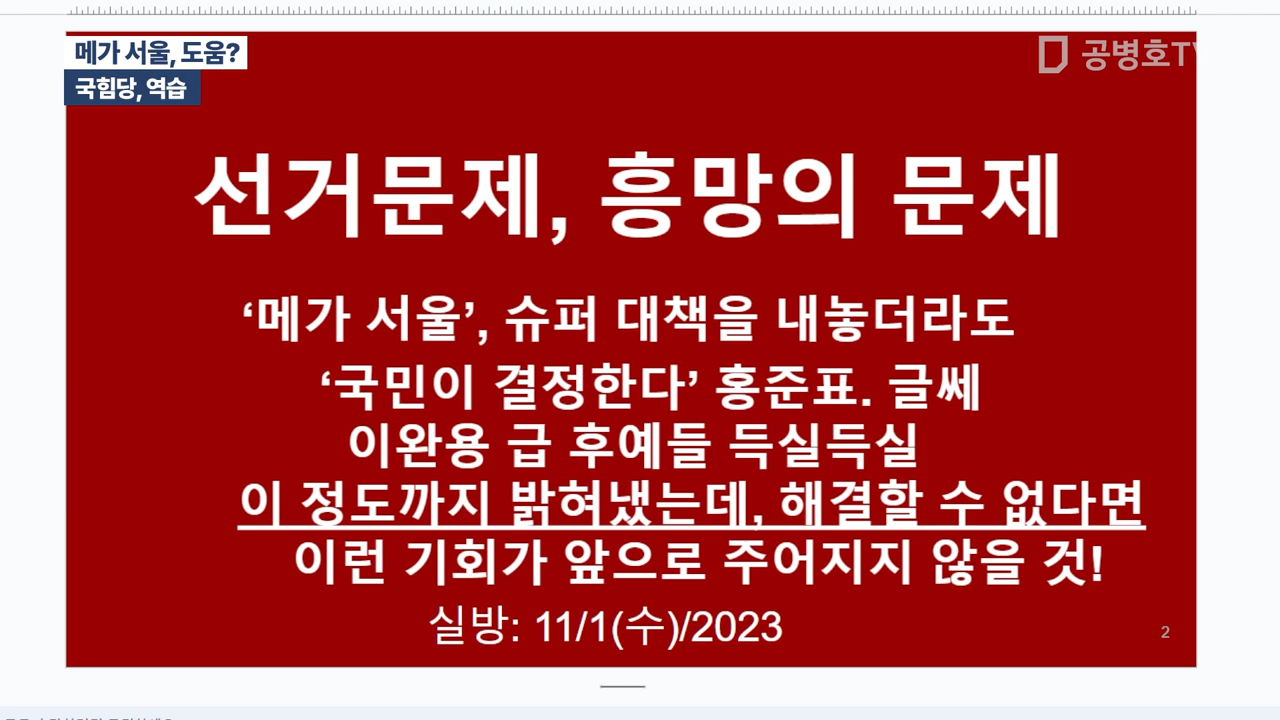 메가 서울, 도움?
국힘당, 역습
공병호TV
선거문제, 흥망의 문제
‘메가 서울’, 슈퍼 대책을 내놓더라도
‘국민이 결정한다’ 홍준표. 글쎄
이완용 급 후예들 득실득실
이 정도까지 밝혀냈는데, 해결할 수 없다면
이런 기회가 앞으로 주어지지 않을 것!
실방: 11/1(수)/2023
2